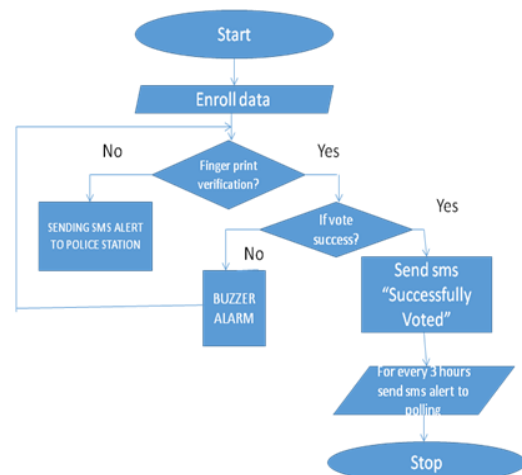 Start
Enroll data
No
Yes
Finger print
verification?
SENDING SMS ALERT
TO POLICE STATION
If vote
success?
Yes
No
BUZZER
ALARM
Send sms
“Successfully
Voted”
For every 3 hours
send sms alert to
polling
Stop